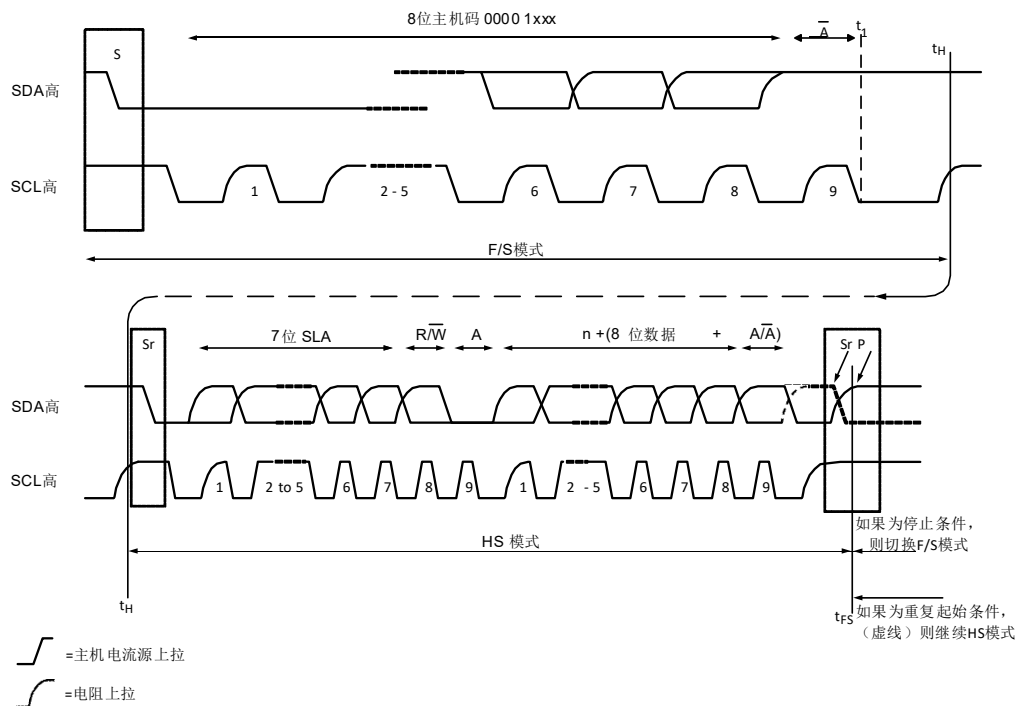 8位主机码 0000 1xxx
A
t1
S
tH
SDA高
SCL高
1
2 - 5
6
7
8
9
F/S模式
Sr
7位 SLA
R/W
A
n +(8 位数据 +
A/A)
Sr P
SDA高
SCL高
1
2 to 5
6
7
8
9
1
2 - 5
6
7
8
9
HS 模式
如果为停止条件，
则切换F/S模式
tH
tFS
如果为重复起始条件，
（虚线）则继续HS模式
=主机电流源上拉
=电阻上拉